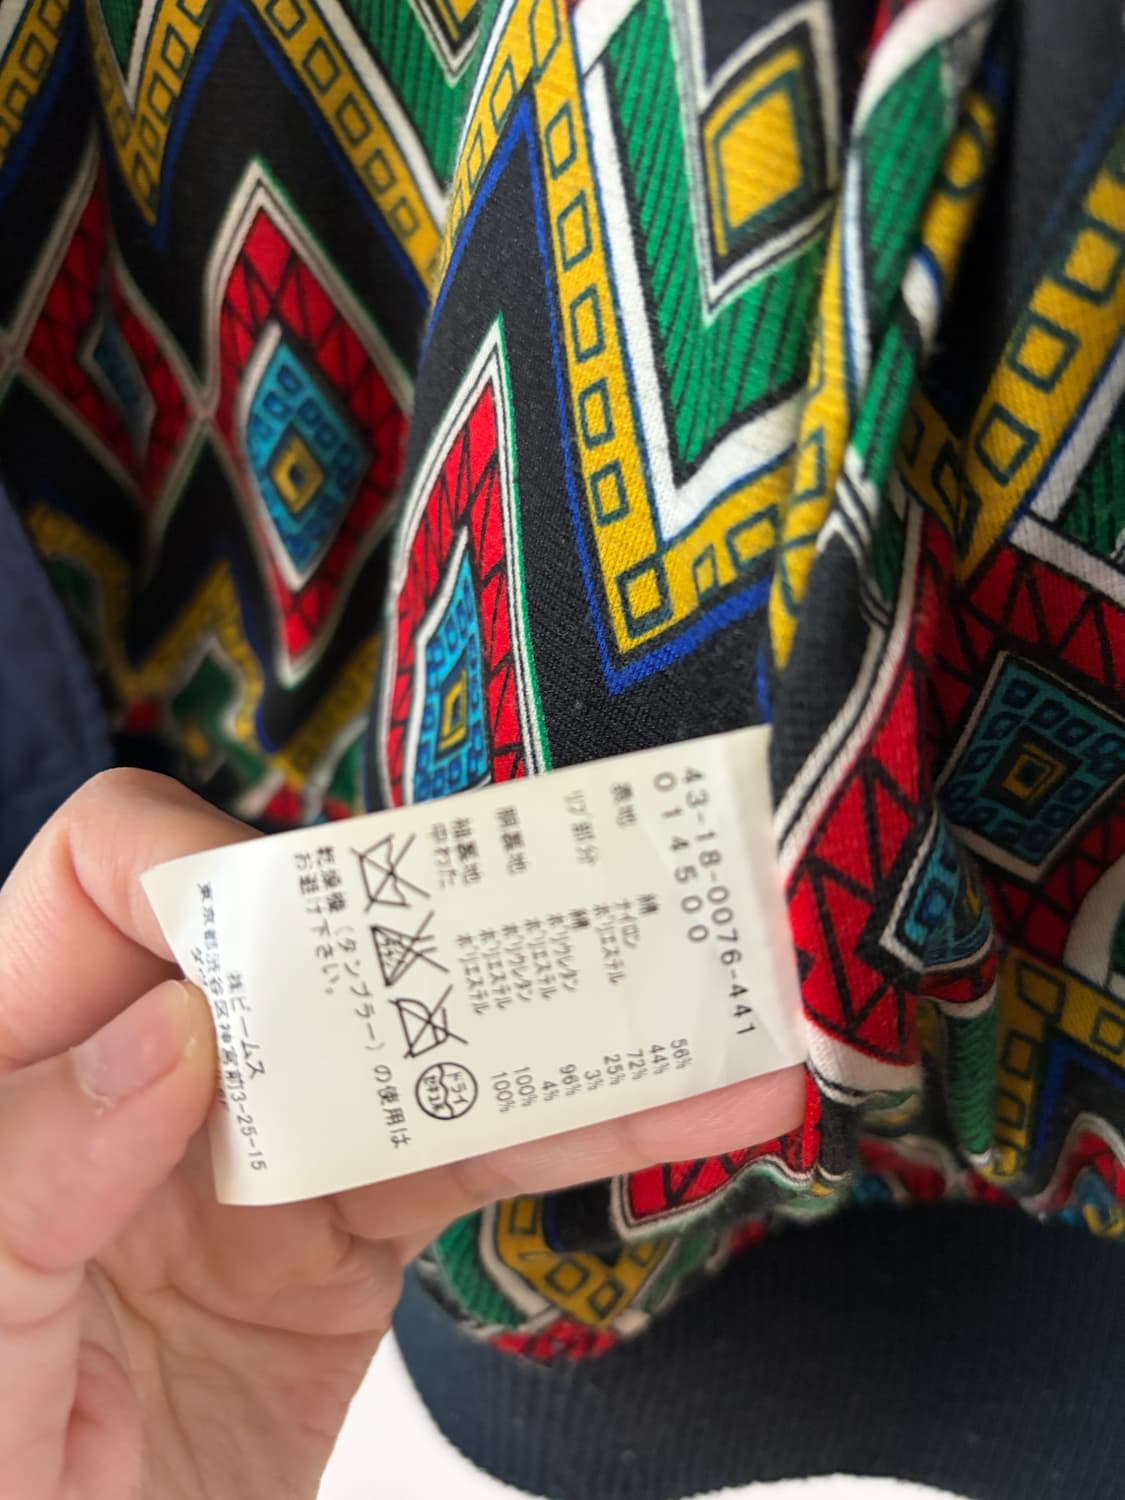 43-18-0076-441
014500
表地 綿 56%
ナイロン 44%
リブ部分 ポリエステル 72%
綿 25%
ポリウレタン 3%
胴裏地 ポリエステル 96%
ポリウレタン 4%
袖裏地 ポリエステル 100%
中わた ポリエステル 100%
ドライ
セキユ系
乾燥機(タンブラー)の使用は
お避け下さい。
株ビームス
東京都渋谷区神宮前3-25-15